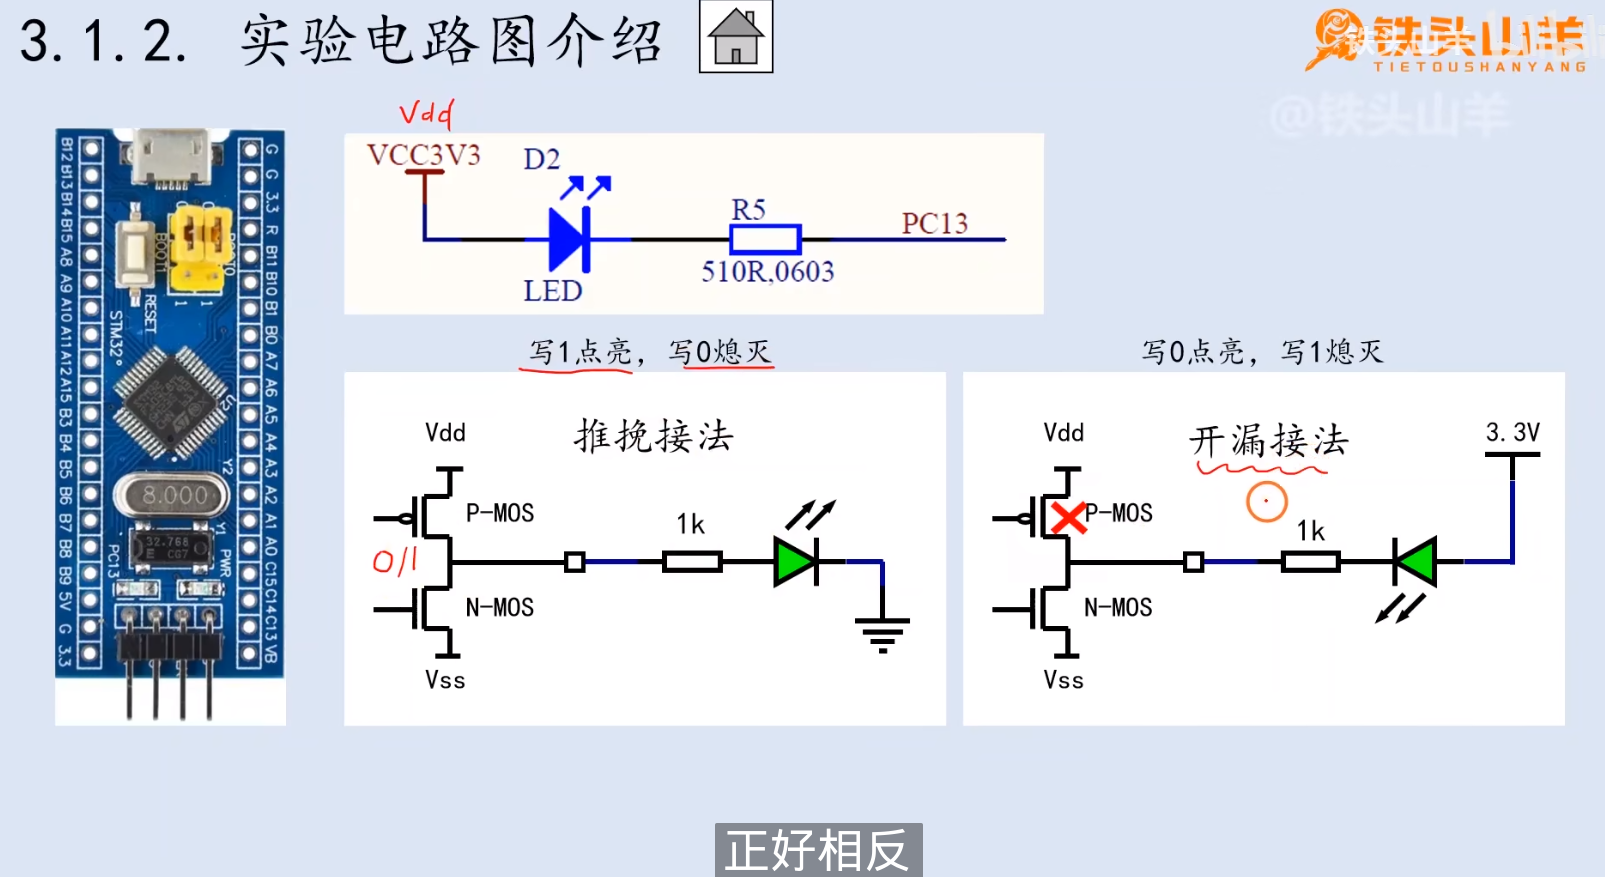 3.1.2. 实验电路图介绍
铁头山羊
TIETOUSHANYANG
@铁头山羊
Vdd
VCC3V3
D2
LED
R5
510R,0603
PC13
写1点亮，写0熄灭
写0点亮，写1熄灭
推挽接法
Vdd
P-MOS
0/1
N-MOS
Vss
1k
开漏接法
Vdd
P-MOS
N-MOS
Vss
1k
3.3V
B12
B13
B14
B15
A8
A9
A10
A11
A12
A15
B3
B4
B5
B6
B7
B8
B9
5V
G
3.3
G
G
3.3
R
B11
B10
B1
B0
A7
A6
A5
A4
A3
A2
A1
A0
C15
C14
C13
VB
BOOT1
1
1
RESET
STM32
U2
Y2
8.000
Y1
32.768
E CG7
PC13
PWR
正好相反